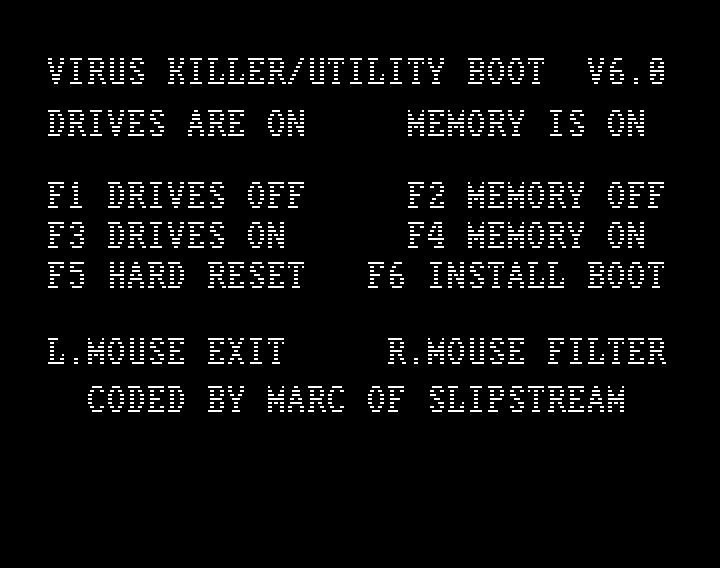 VIRUS KILLER/UTILITY BOOT V6.0
DRIVES ARE ON MEMORY IS ON
F1 DRIVES OFF F2 MEMORY OFF
F3 DRIVES ON F4 MEMORY ON
F5 HARD RESET F6 INSTALL BOOT
L.MOUSE EXIT R.MOUSE FILTER
CODED BY MARC OF SLIPSTREAM